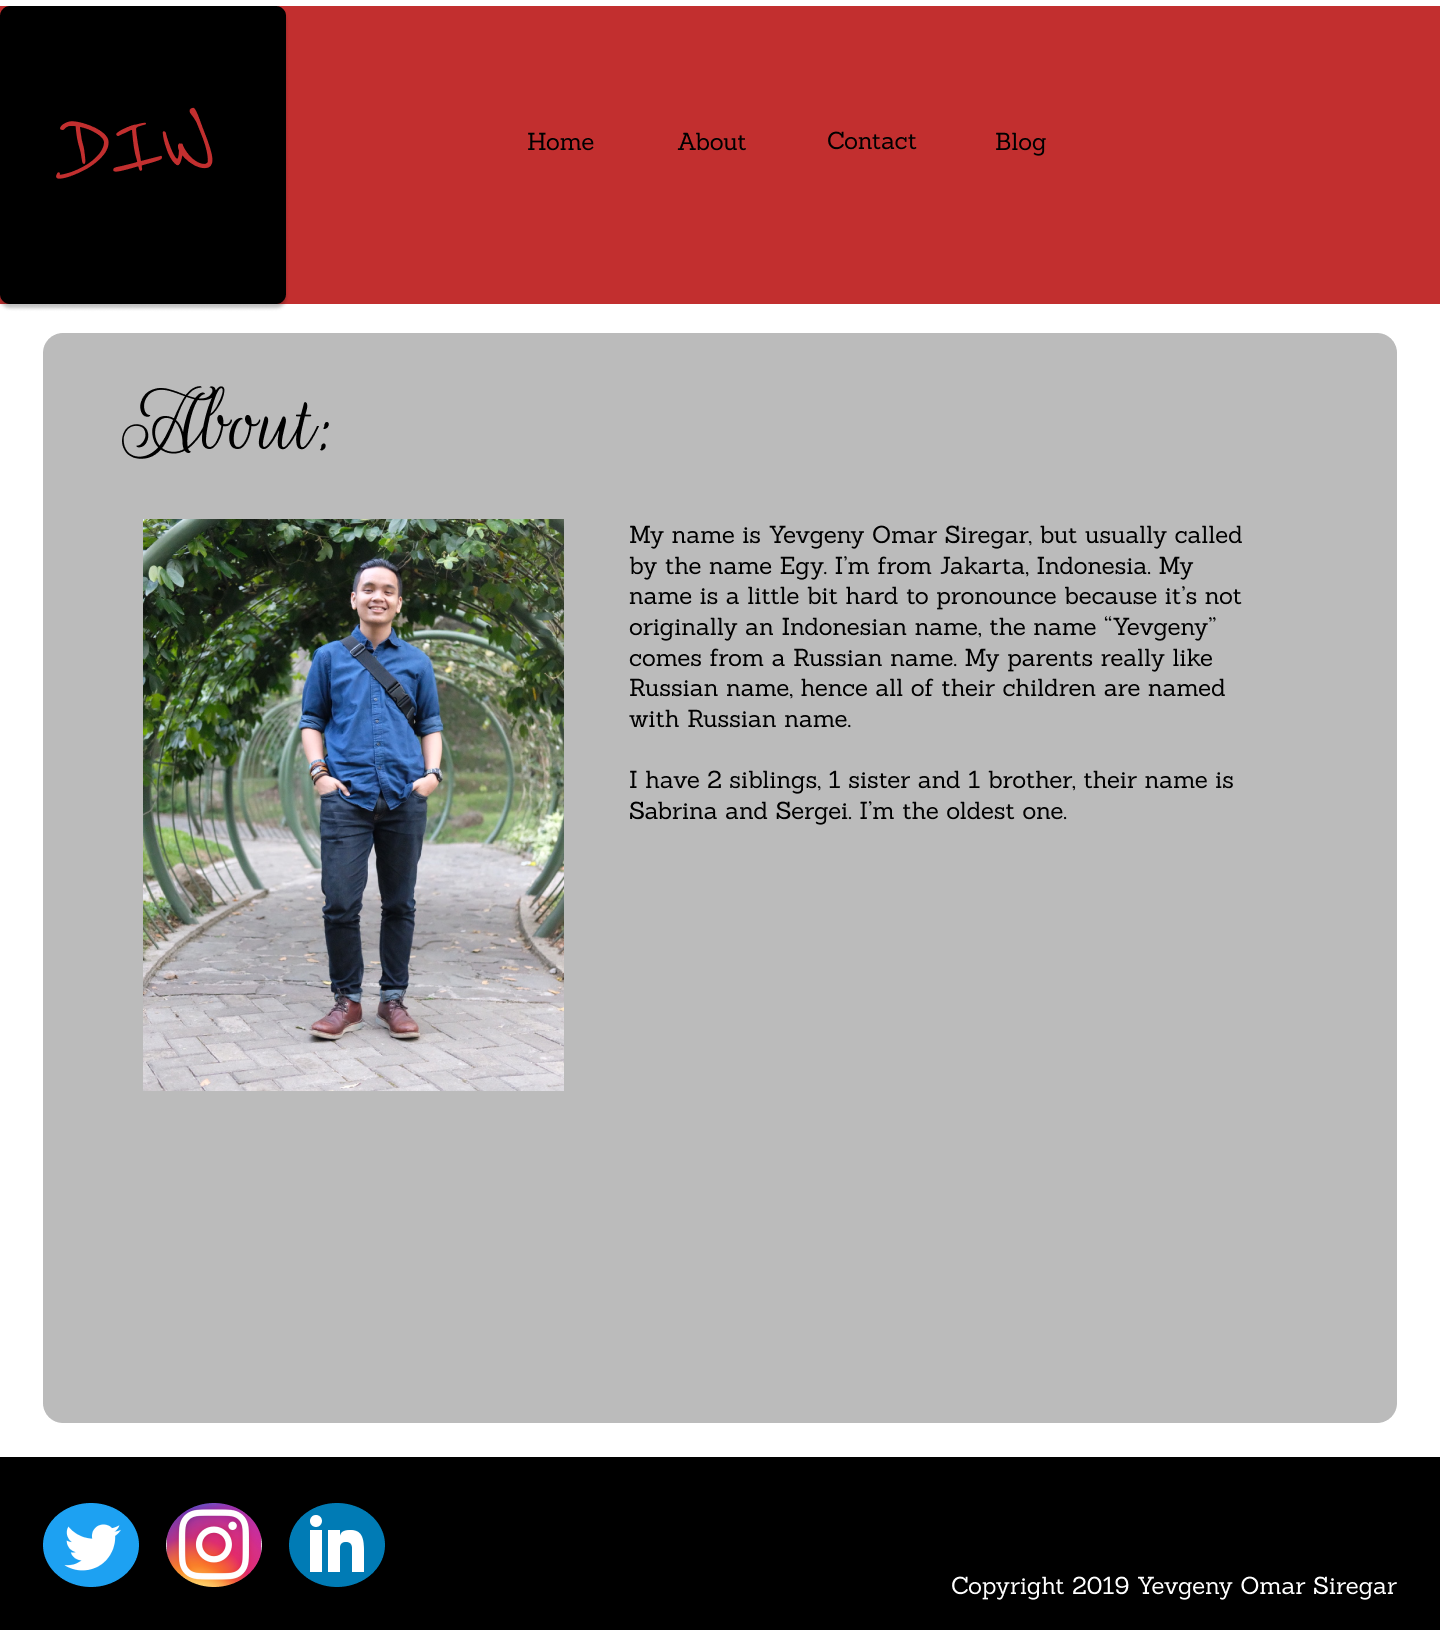 DIW
Home About Contact Blog
About:
My name is Yevgeny Omar Siregar, but usually called
by the name Egy. I’m from Jakarta, Indonesia. My
name is a little bit hard to pronounce because it’s not
originally an Indonesian name, the name “Yevgeny”
comes from a Russian name. My parents really like
Russian name, hence all of their children are named
with Russian name.
I have 2 siblings, 1 sister and 1 brother, their name is
Sabrina and Sergei. I’m the oldest one.
in
Copyright 2019 Yevgeny Omar Siregar